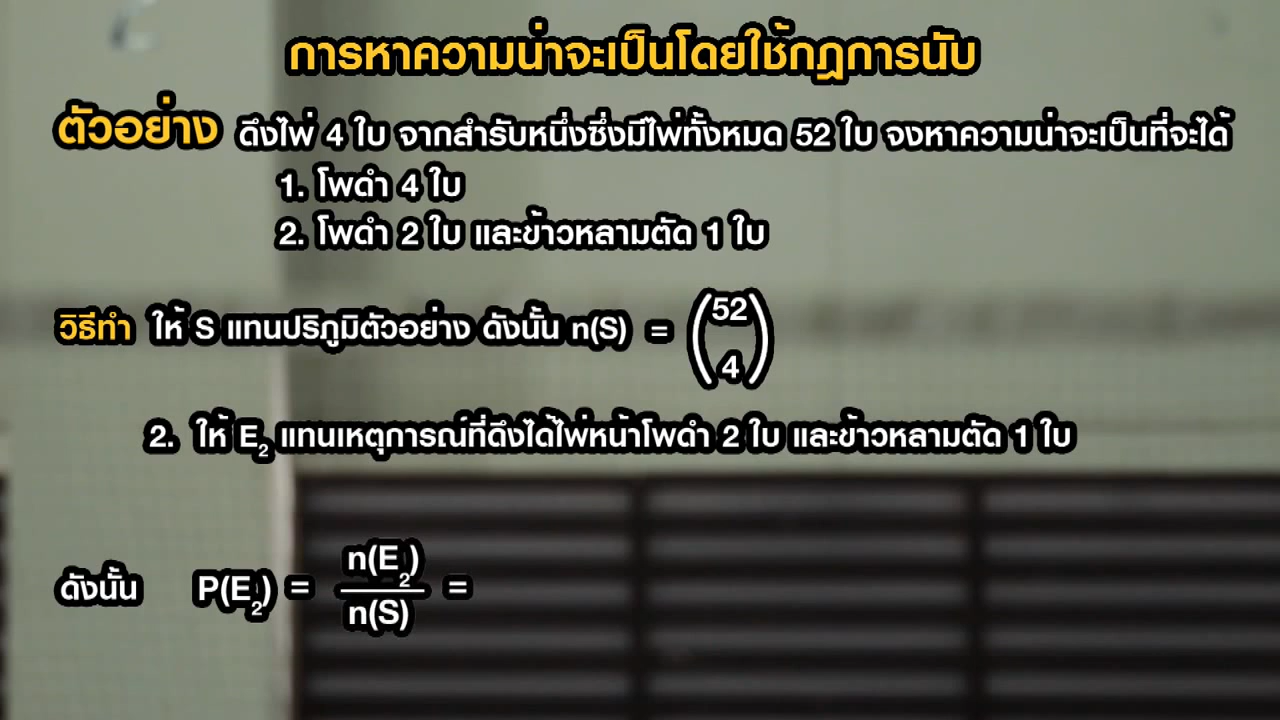 การหาความน่าจะเป็นโดยใช้กฎการนับ
ตัวอย่าง ดึงไพ่ 4 ใบ จากสำรับหนึ่งซึ่งมีไพ่ทั้งหมด 52 ใบ จงหาความน่าจะเป็นที่จะได้
1. โพดำ 4 ใบ
2. โพดำ 2 ใบ และข้าวหลามตัด 1 ใบ
วิธีทำ ให้ S แทนปริภูมิตัวอย่าง ดังนั้น n(S) = (52
4)
2. ให้ E₂ แทนเหตุการณ์ที่ดึงได้ไพ่หน้าโพดำ 2 ใบ และข้าวหลามตัด 1 ใบ
ดังนั้น P(E₂) = n(E₂) =
n(S)